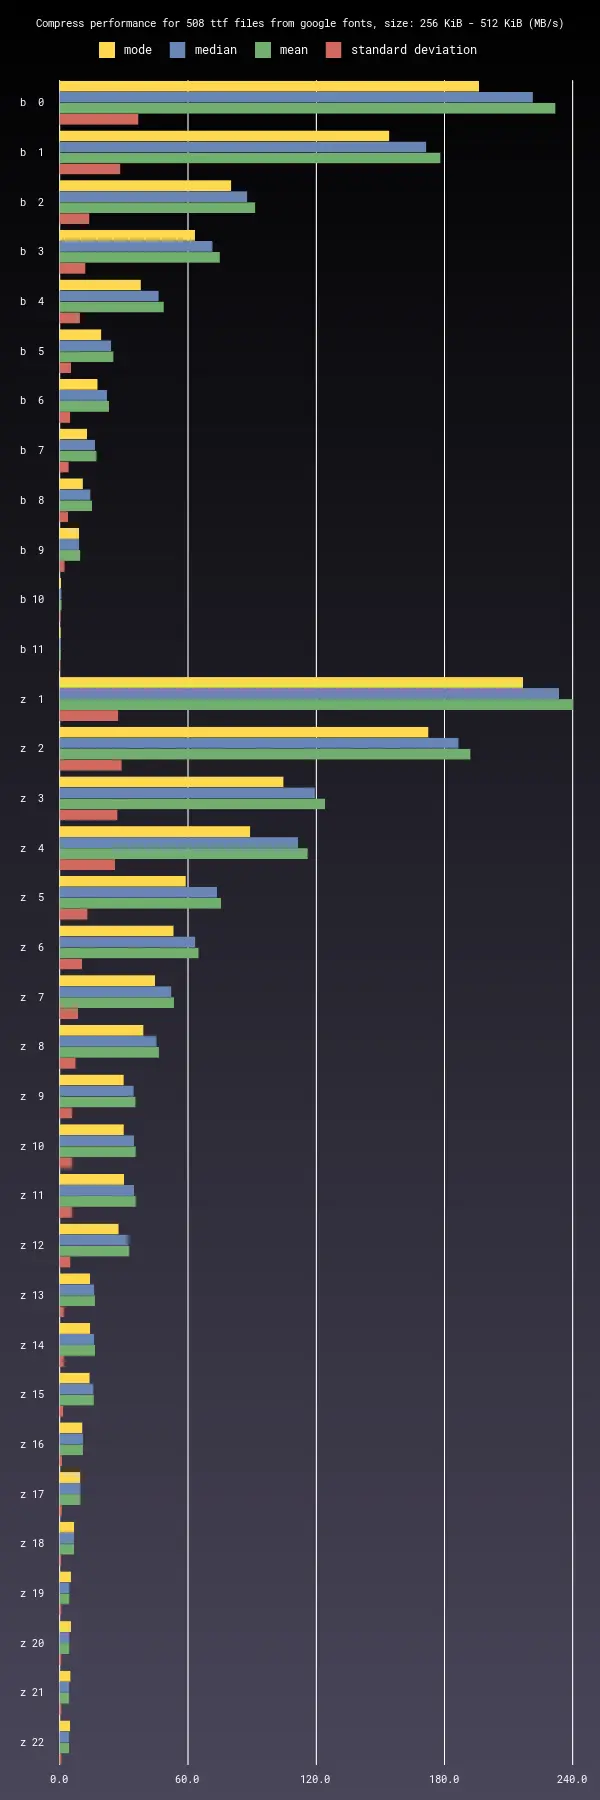 Compress performance for 508 ttf files from google fonts, size: 256 KiB - 512 KiB (MB/s)
mode median mean standard deviation
b 0
b 1
b 2
b 3
b 4
b 5
b 6
b 7
b 8
b 9
b 10
b 11
z 1
z 2
z 3
z 4
z 5
z 6
z 7
z 8
z 9
z 10
z 11
z 12
z 13
z 14
z 15
z 16
z 17
z 18
z 19
z 20
z 21
z 22
0.0 60.0 120.0 180.0 240.0